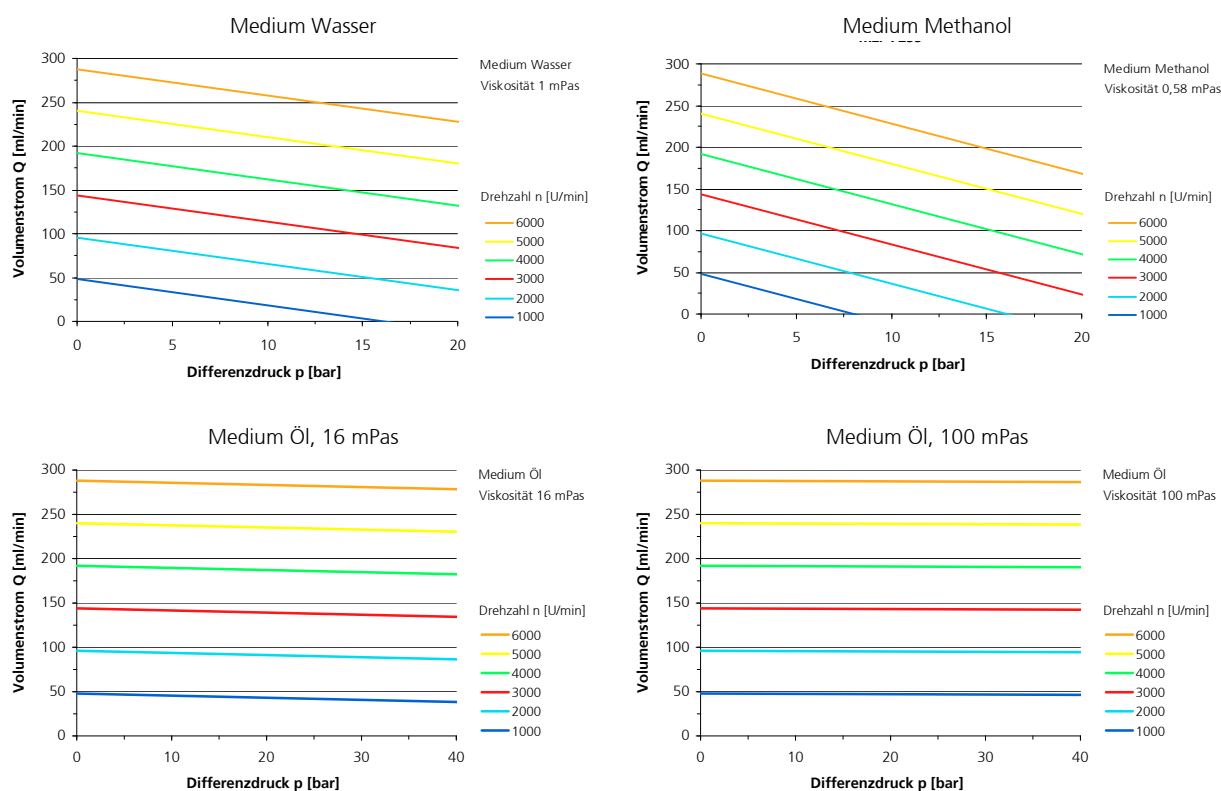 Medium Wasser
300
250
200
150
100
50
0
Volumenstrom Q [ml/min]
0 5 10 15 20
Differenzdruck p [bar]
Medium Wasser
Viskosität 1 mPas
Drehzahl n [U/min]
6000
5000
4000
3000
2000
1000
Medium Methanol
300
250
200
150
100
50
0
Volumenstrom Q [ml/min]
0 5 10 15 20
Differenzdruck p [bar]
Medium Methanol
Viskosität 0,58 mPas
Drehzahl n [U/min]
6000
5000
4000
3000
2000
1000
Medium Öl, 16 mPas
300
250
200
150
100
50
0
Volumenstrom Q [ml/min]
0 10 20 30 40
Differenzdruck p [bar]
Medium Öl
Viskosität 16 mPas
Drehzahl n [U/min]
6000
5000
4000
3000
2000
1000
Medium Öl, 100 mPas
300
250
200
150
100
50
0
Volumenstrom Q [ml/min]
0 10 20 30 40
Differenzdruck p [bar]
Medium Öl
Viskosität 100 mPas
Drehzahl n [U/min]
6000
5000
4000
3000
2000
1000